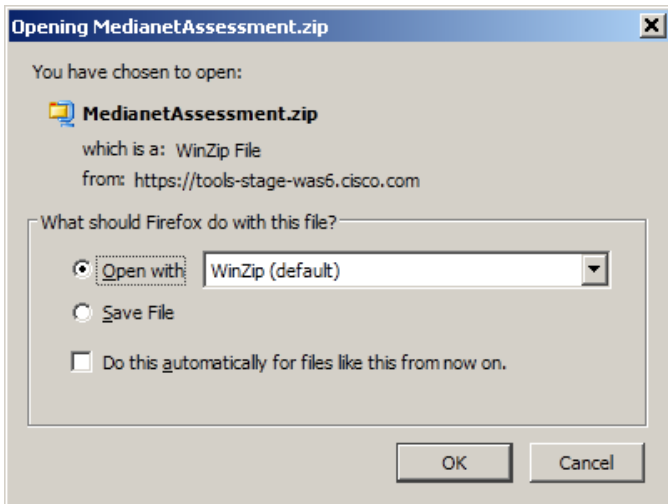 Opening MedianetAssessment.zip
You have chosen to open:
MedianetAssessment.zip
which is a: WinZip File
from: https://tools-stage-was6.cisco.com
What should Firefox do with this file?
Open with WinZip (default)
Save File
Do this automatically for files like this from now on.
OK Cancel